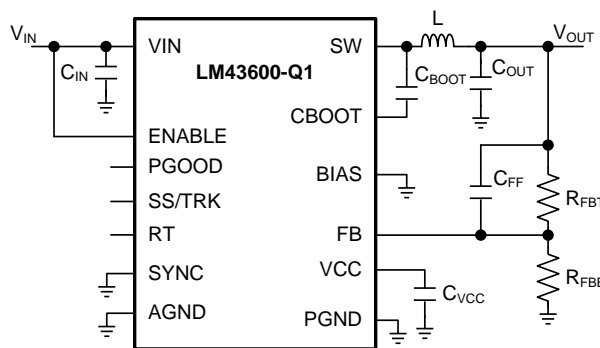 VIN
CIN
VIN
LM43600-Q1
ENABLE
PGOOD
SS/TRK
RT
SYNC
AGND
SW
CBOOT
BIAS
FB
VCC
PGND
L
CBOOT
COUT
VOUT
CFF
RFBT
RFBB
CVCC